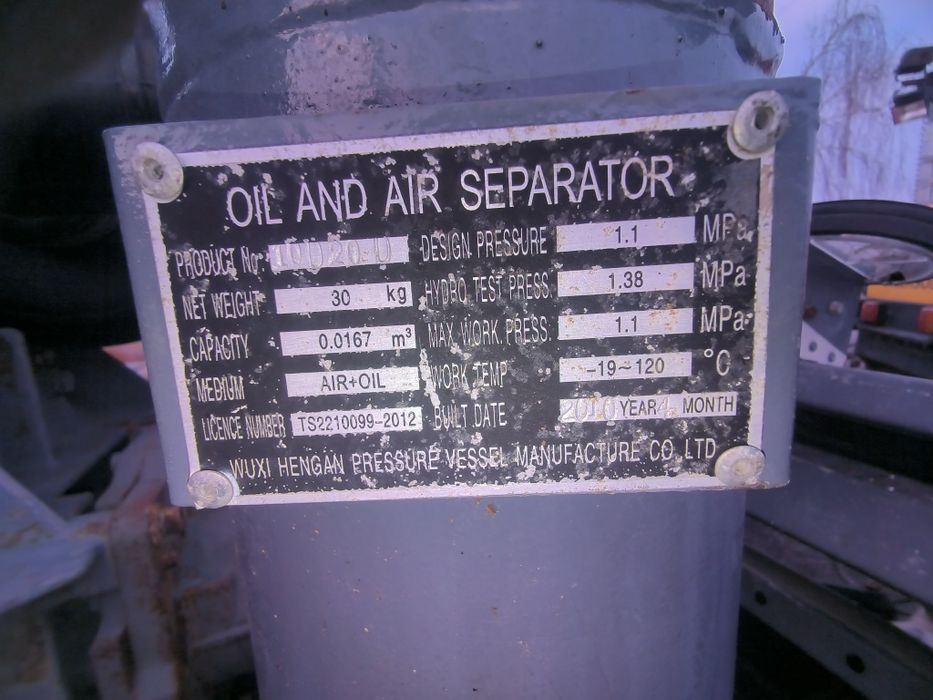 OIL AND AIR SEPARATOR
PRODUCT No:
NET WEIGHT 30 kg
CAPACITY 0.0167 m³
MEDIUM AIR+OIL
LICENCE NUMBER TS2210099-2012
DESIGN PRESSURE 1.1 MPa
HYDRO TEST PRESS. 1.38 MPa
MAX WORK PRESS. 1.1 MPa
WORK TEMP -19~120 °C
BUILT DATE 2010 YEAR 4 MONTH
WUXI HENGAN PRESSURE VESSEL MANUFACTURE CO. LTD